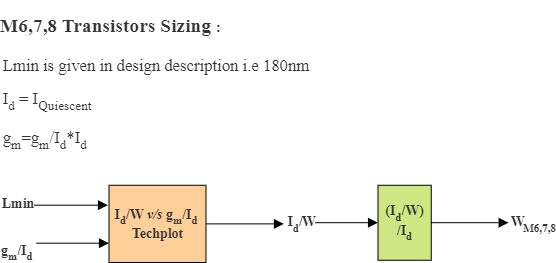 M6,7,8 Transistors Sizing :
Lmin is given in design description i.e 180nm
Id = IQuiescent
gm=gm/Id*Id
Lmin
gm/Id
Id/W v/s gm/Id
Techplot
Id/W
(Id/W)
/Id
WM6,7,8